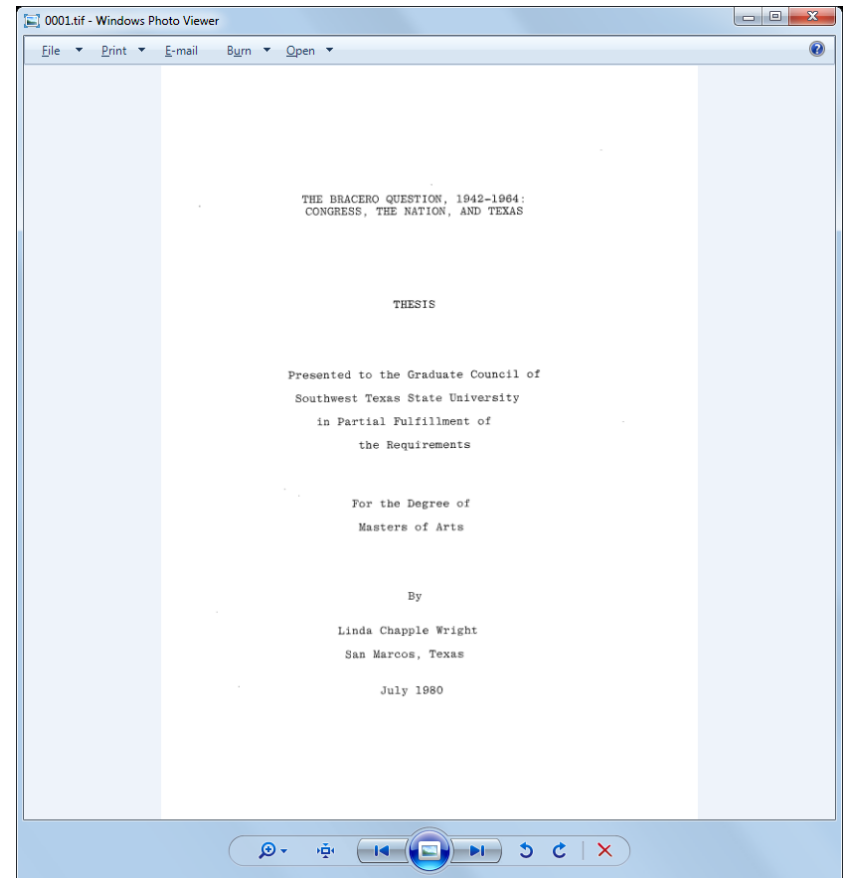 0001.tif - Windows Photo Viewer
File Print E-mail Burn Open
THE BRACERO QUESTION, 1942–1964:
CONGRESS, THE NATION, AND TEXAS
THESIS
Presented to the Graduate Council of
Southwest Texas State University
in Partial Fulfillment of
the Requirements
For the Degree of
Masters of Arts
By
Linda Chapple Wright
San Marcos, Texas
July 1980